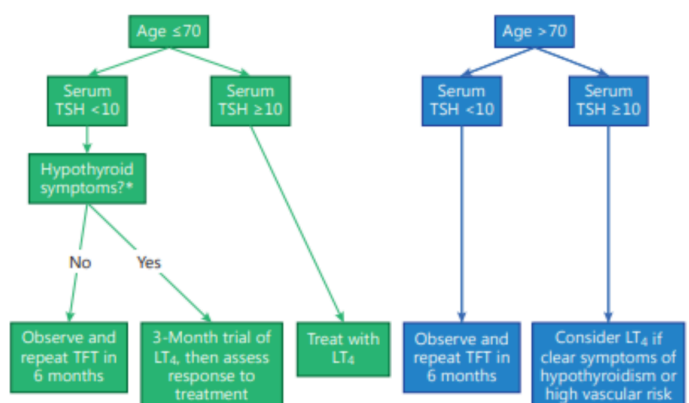 Age ≤70
Age >70
Serum
TSH <10
Serum
TSH ≥10
Serum
TSH <10
Serum
TSH ≥10
Hypothyroid
symptoms?*
No
Yes
Observe and
repeat TFT in
6 months
3-Month trial of
LT₄, then assess
response to
treatment
Treat with
LT₄
Observe and
repeat TFT in
6 months
Consider LT₄ if
clear symptoms of
hypothyroidism or
high vascular risk